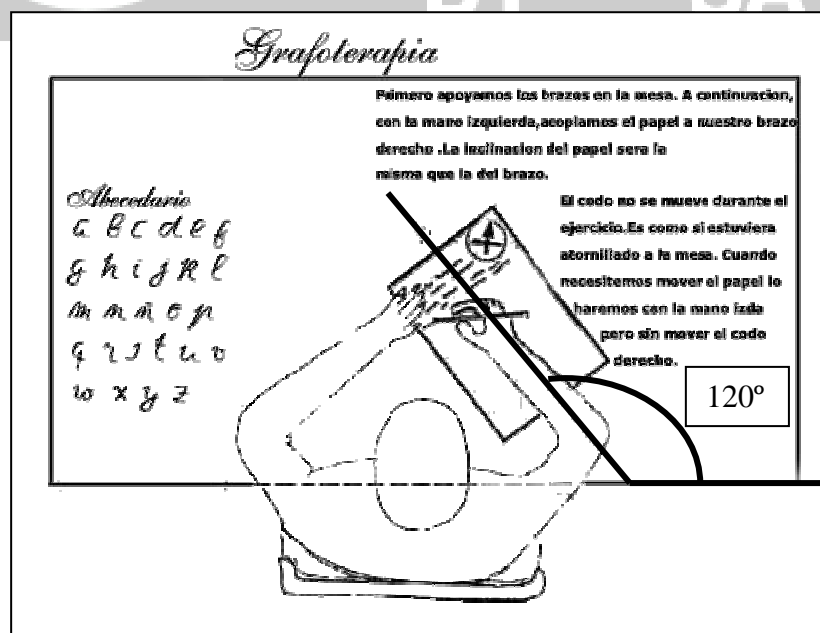 Grafoterapia
Primero apoyamos los brazos en la mesa. A continuacion,
con la mano izquierda,acoplamos el papel a nuestro brazo
derecho .La inclinacion del papel sera la
misma que la del brazo.
El codo no se mueve durante el
ejercicio.Es como si estuviera
atornillado a la mesa. Cuando
necesitemos mover el papel lo
haremos con la mano izda
pero sin mover el codo
derecho.
120º
Abecedario
a b c d e f
g h i j k l
m n ñ o p
q r s t u v
w x y z